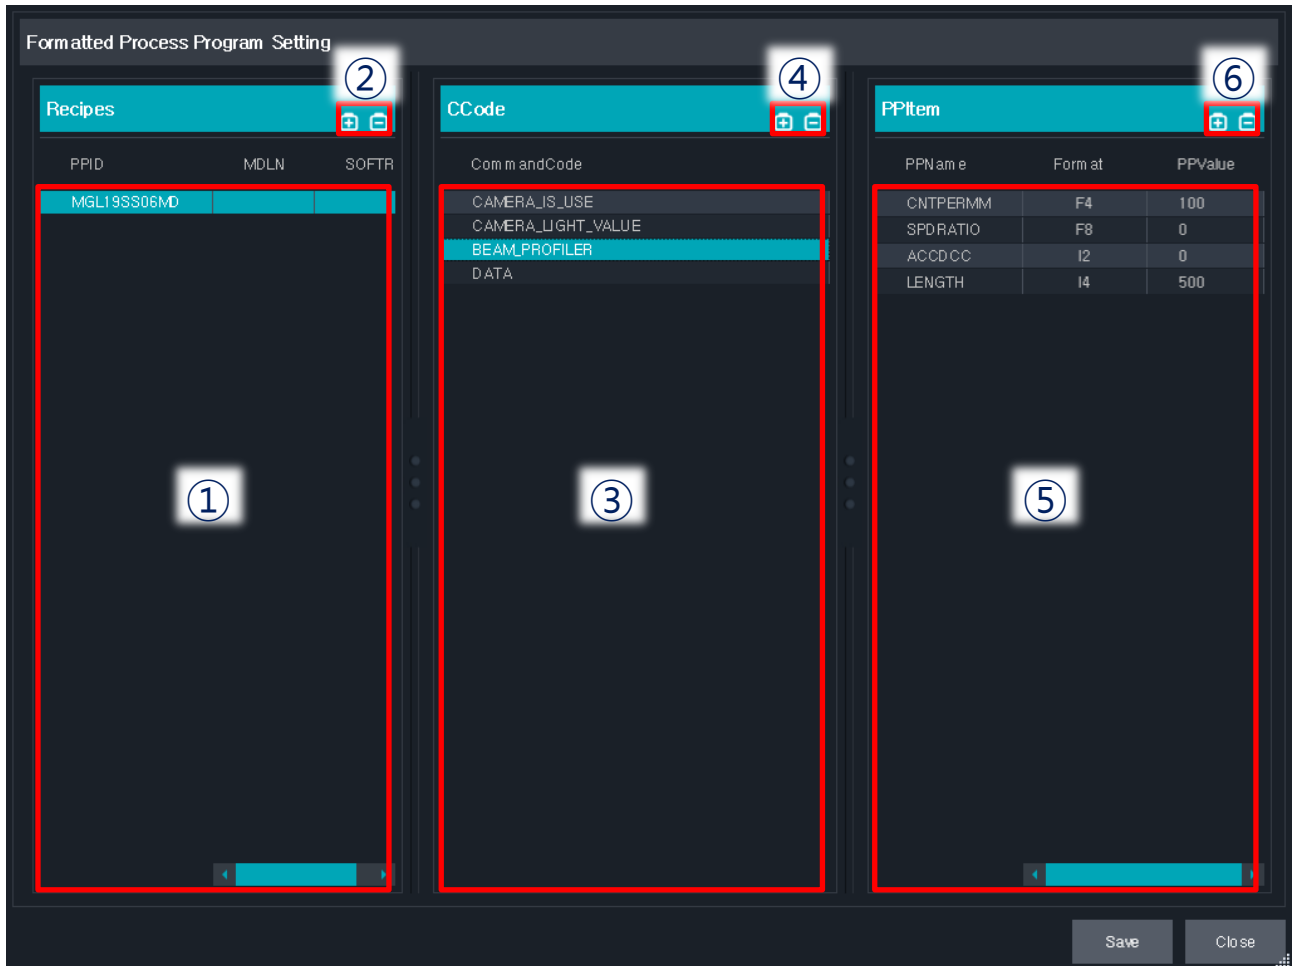 Formatted Process Program Setting
② ④ ⑥
Recipes
PPID MDLN SOFTR
MGL19SS06MD
①
CCode
CommandCode
CAMERA_IS_USE
CAMERA_LIGHT_VALUE
BEAM_PROFILER
DATA
③
PPItem
PPName Format PPValue
CNTPERMM F4 100
SPDRATIO F8 0
ACCDCC I2 0
LENGTH I4 500
⑤
Save Close